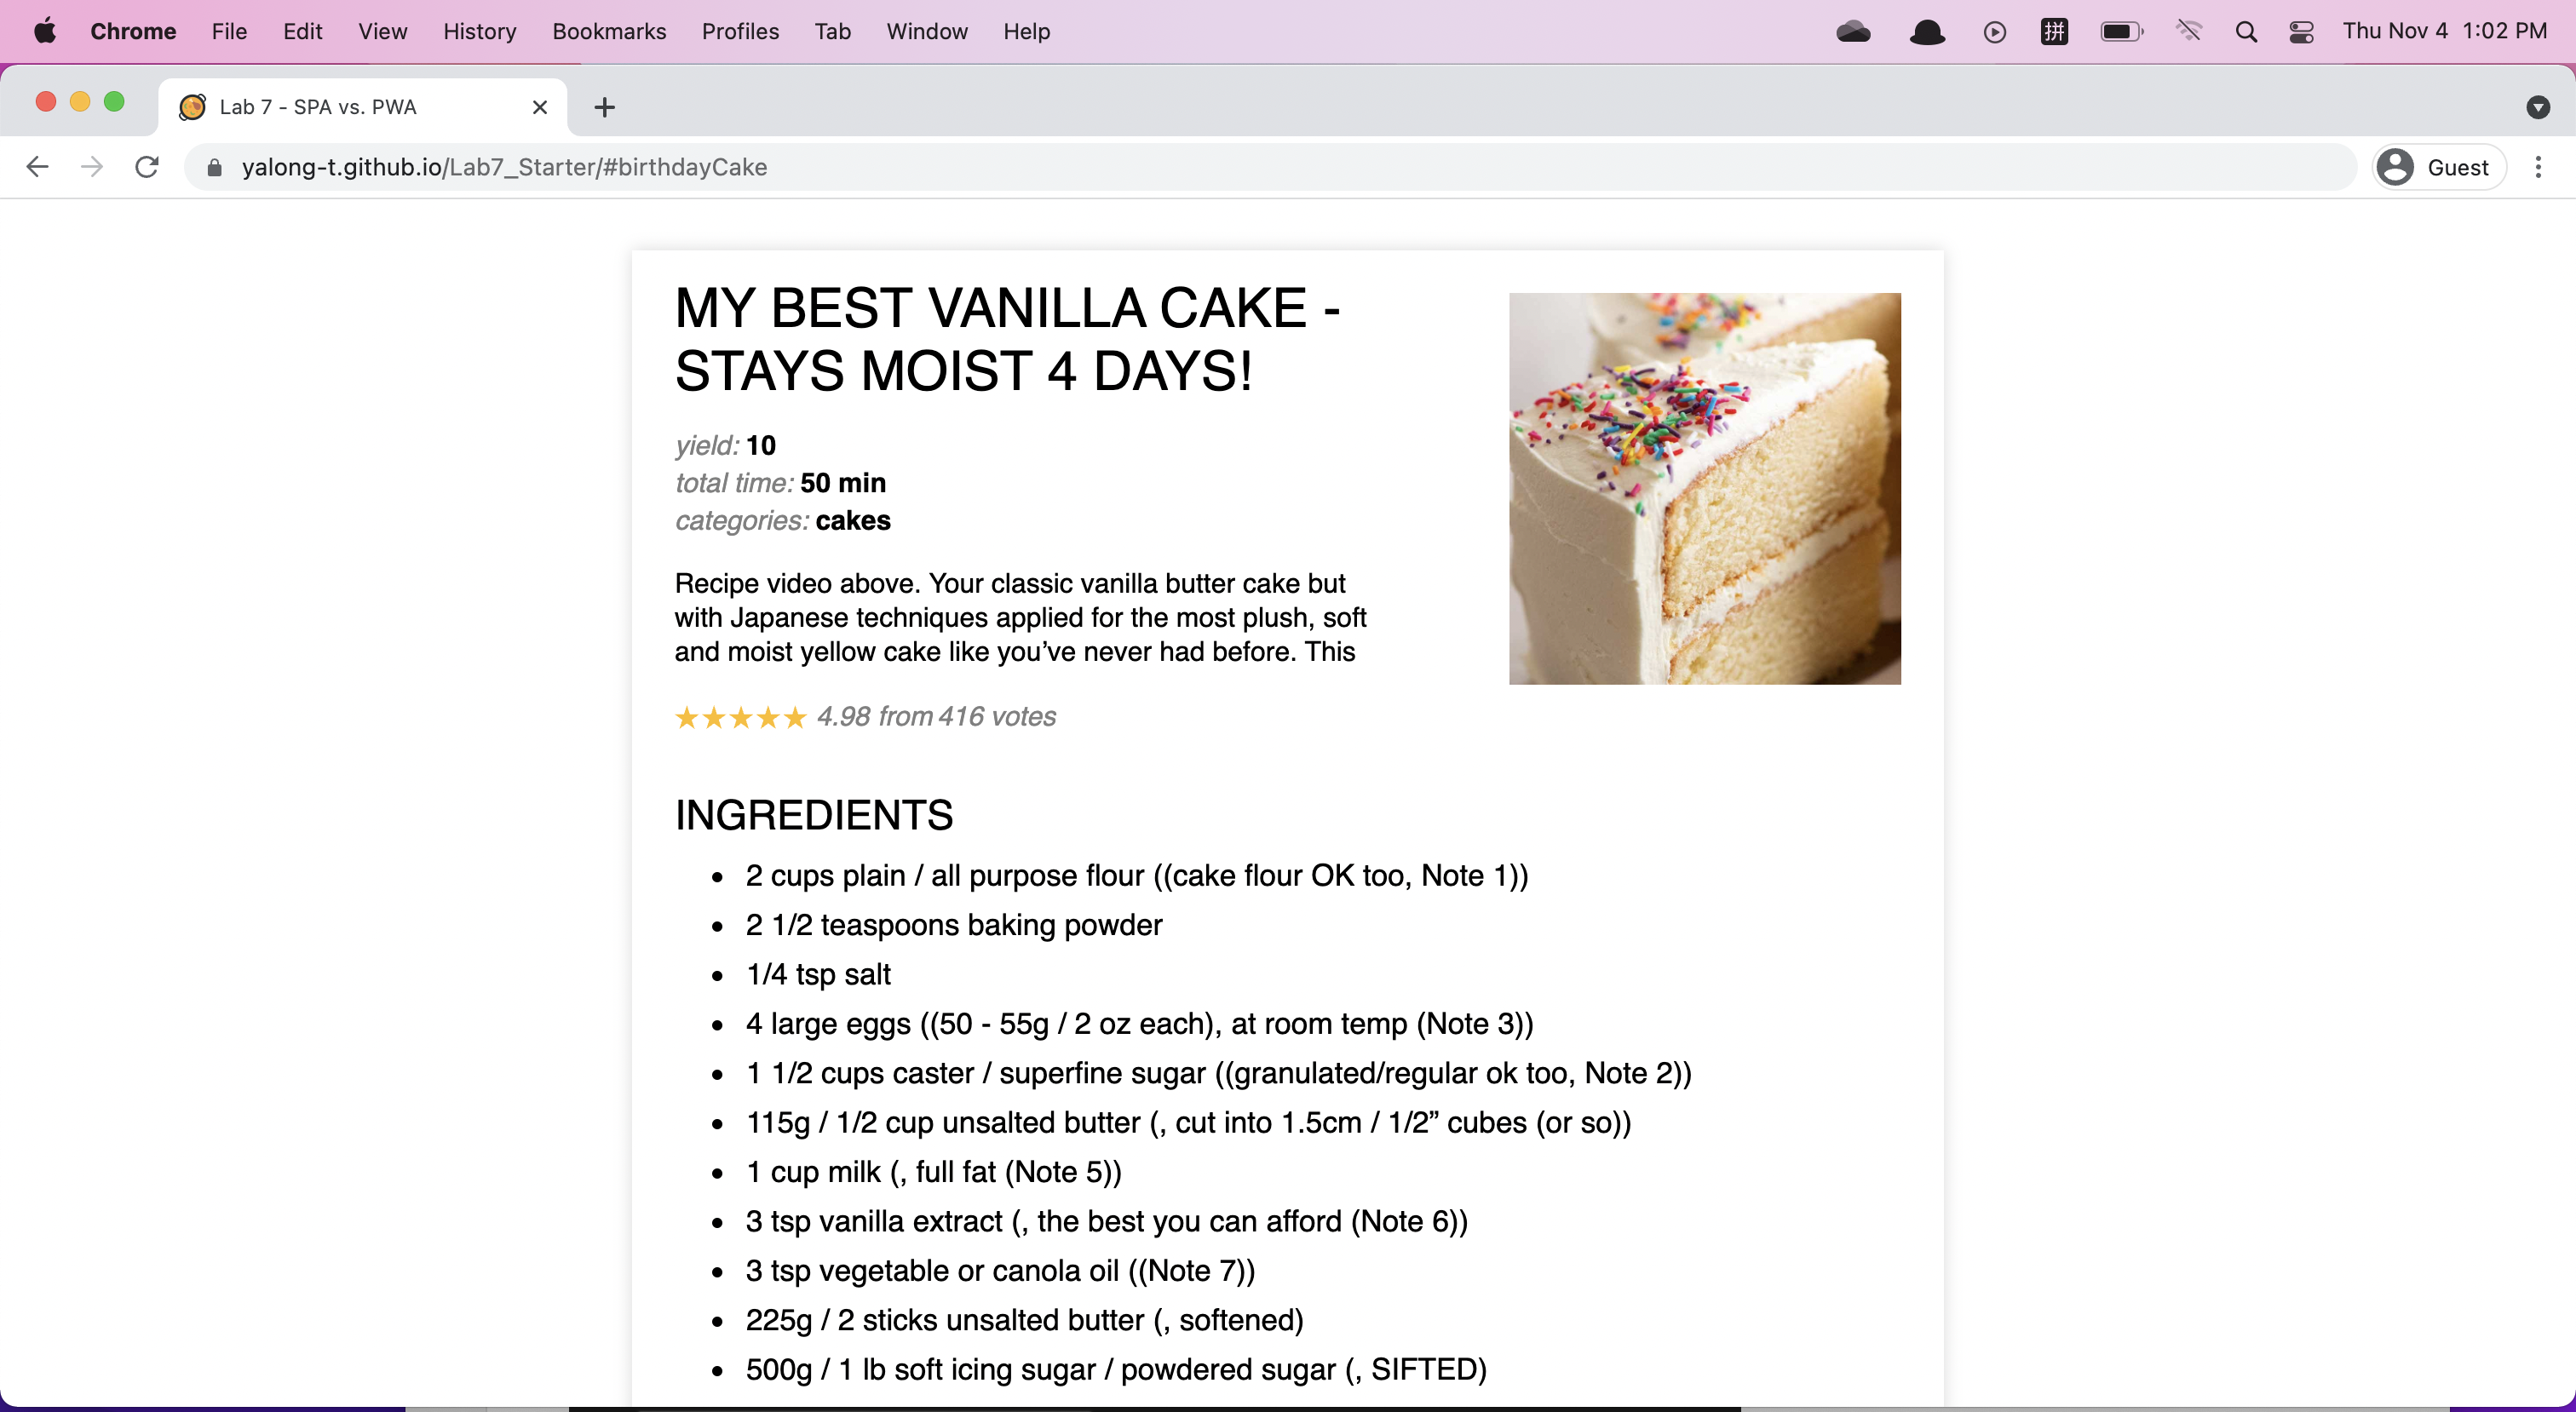 Chrome File Edit View History Bookmarks Profiles Tab Window Help 拼 Thu Nov 4 1:02 PM
Lab 7 - SPA vs. PWA
yalong-t.github.io/Lab7_Starter/#birthdayCake Guest
MY BEST VANILLA CAKE -
STAYS MOIST 4 DAYS!
yield: 10
total time: 50 min
categories: cakes
Recipe video above. Your classic vanilla butter cake but
with Japanese techniques applied for the most plush, soft
and moist yellow cake like you’ve never had before. This
★★★★★ 4.98 from 416 votes
INGREDIENTS
• 2 cups plain / all purpose flour ((cake flour OK too, Note 1))
• 2 1/2 teaspoons baking powder
• 1/4 tsp salt
• 4 large eggs ((50 - 55g / 2 oz each), at room temp (Note 3))
• 1 1/2 cups caster / superfine sugar ((granulated/regular ok too, Note 2))
• 115g / 1/2 cup unsalted butter (, cut into 1.5cm / 1/2” cubes (or so))
• 1 cup milk (, full fat (Note 5))
• 3 tsp vanilla extract (, the best you can afford (Note 6))
• 3 tsp vegetable or canola oil ((Note 7))
• 225g / 2 sticks unsalted butter (, softened)
• 500g / 1 lb soft icing sugar / powdered sugar (, SIFTED)